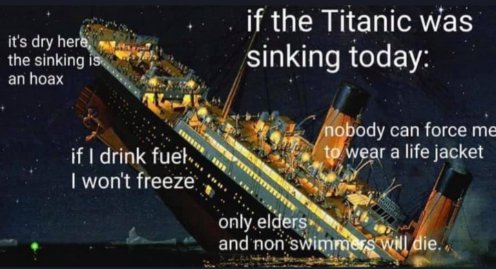 if the Titanic was
sinking today:
it's dry here,
the sinking is
an hoax
nobody can force me
to wear a life jacket
if I drink fuel
I won't freeze
only elders
and non swimmers will die.